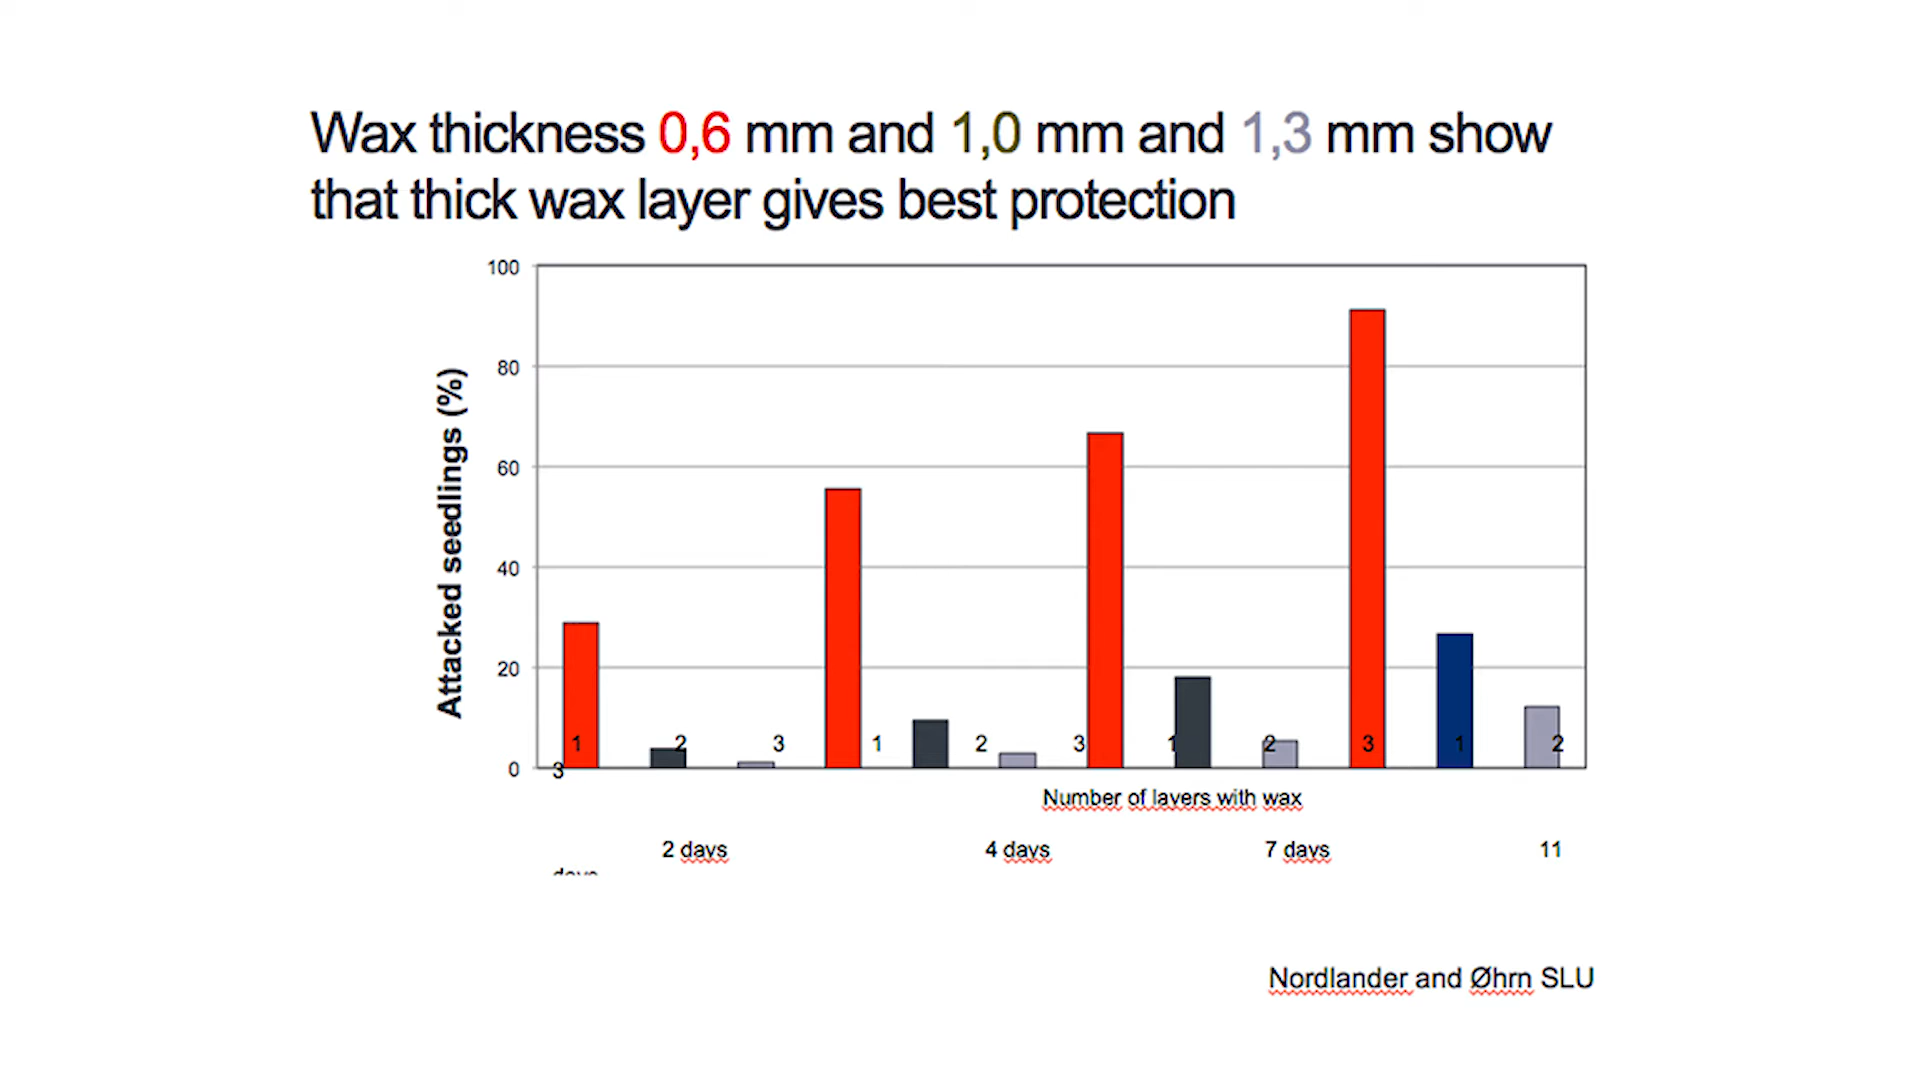 Wax thickness 0,6 mm and 1,0 mm and 1,3 mm show
that thick wax layer gives best protection
100
80
60
40
20
0
Attacked seedlings (%)
1 2 3 1 2 3 1 2 3 1 2
3
Number of layers with wax
2 days 4 days 7 days 11
days
Nordlander and Øhrn SLU